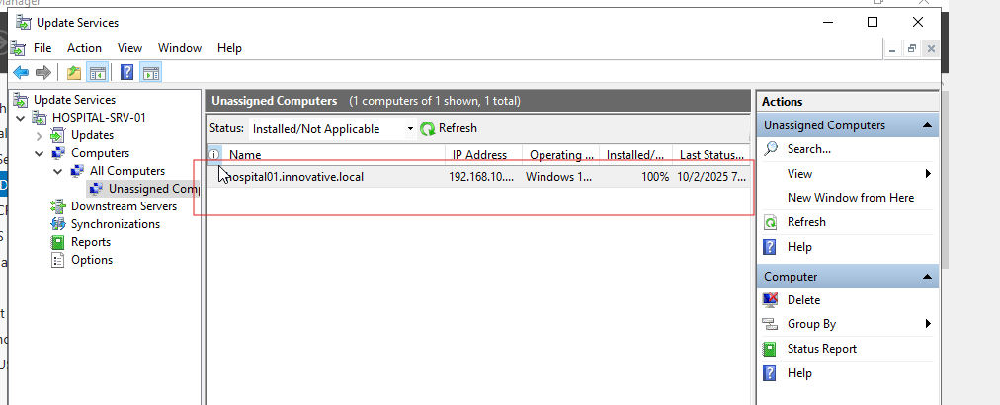 Manager
Update Services
File Action View Window Help
Update Services
HOSPITAL-SRV-01
Updates
Computers
All Computers
Unassigned Comp
Downstream Servers
Synchronizations
Reports
Options
Unassigned Computers (1 computers of 1 shown, 1 total)
Status: Installed/Not Applicable Refresh
Name IP Address Operating ... Installed/... Last Status...
hospital01.innovative.local 192.168.10.... Windows 1... 100% 10/2/2025 7...
Actions
Unassigned Computers
Search...
View
New Window from Here
Refresh
Help
Computer
Delete
Group By
Status Report
Help